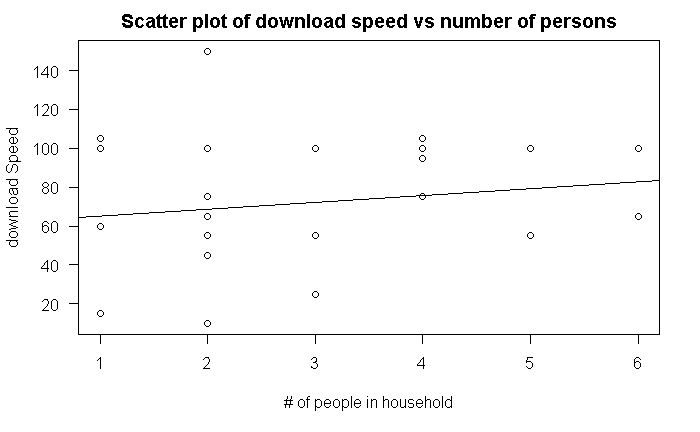 Scatter plot of download speed vs number of persons
140
120
100
80
60
40
20
download Speed
1 2 3 4 5 6
# of people in household